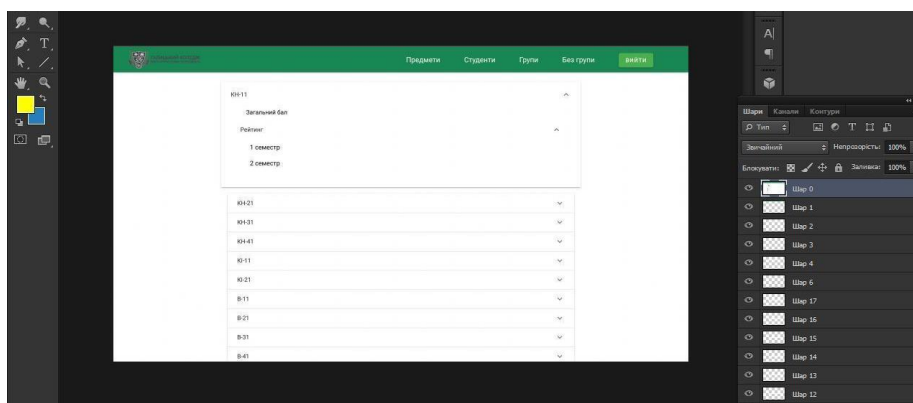 Предмети Студенти Групи Без групи ВИЙТИ
КН-11
Загальний бал
Рейтинг
1 семестр
2 семестр
КН-21
КН-31
КН-41
КІ-11
КІ-21
В-11
В-21
В-31
В-41
Шари Канали Контури
Тип
Звичайний Непрозорість: 100%
Блокувати: Заливка: 100%
Шар 0
Шар 1
Шар 2
Шар 3
Шар 4
Шар 6
Шар 17
Шар 16
Шар 15
Шар 14
Шар 13
Шар 12